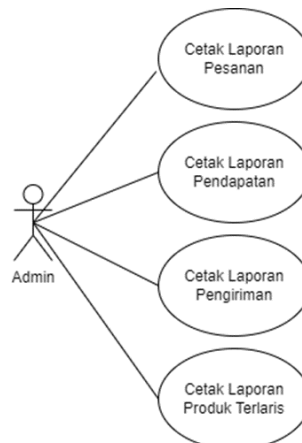 Cetak Laporan
Pesanan
Cetak Laporan
Pendapatan
Admin
Cetak Laporan
Pengiriman
Cetak Laporan
Produk Terlaris